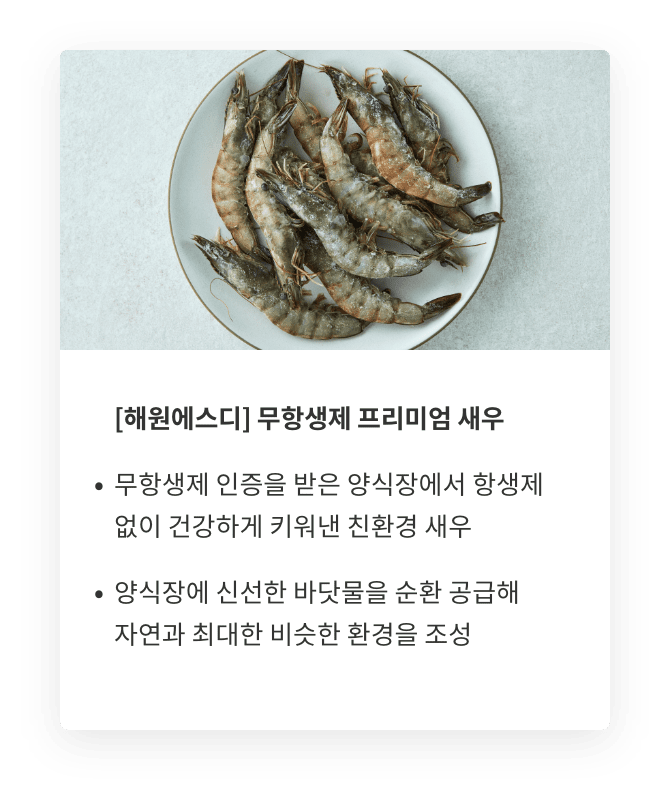 [해원에스디] 무항생제 프리미엄 새우
• 무항생제 인증을 받은 양식장에서 항생제
없이 건강하게 키워낸 친환경 새우
• 양식장에 신선한 바닷물을 순환 공급해
자연과 최대한 비슷한 환경을 조성